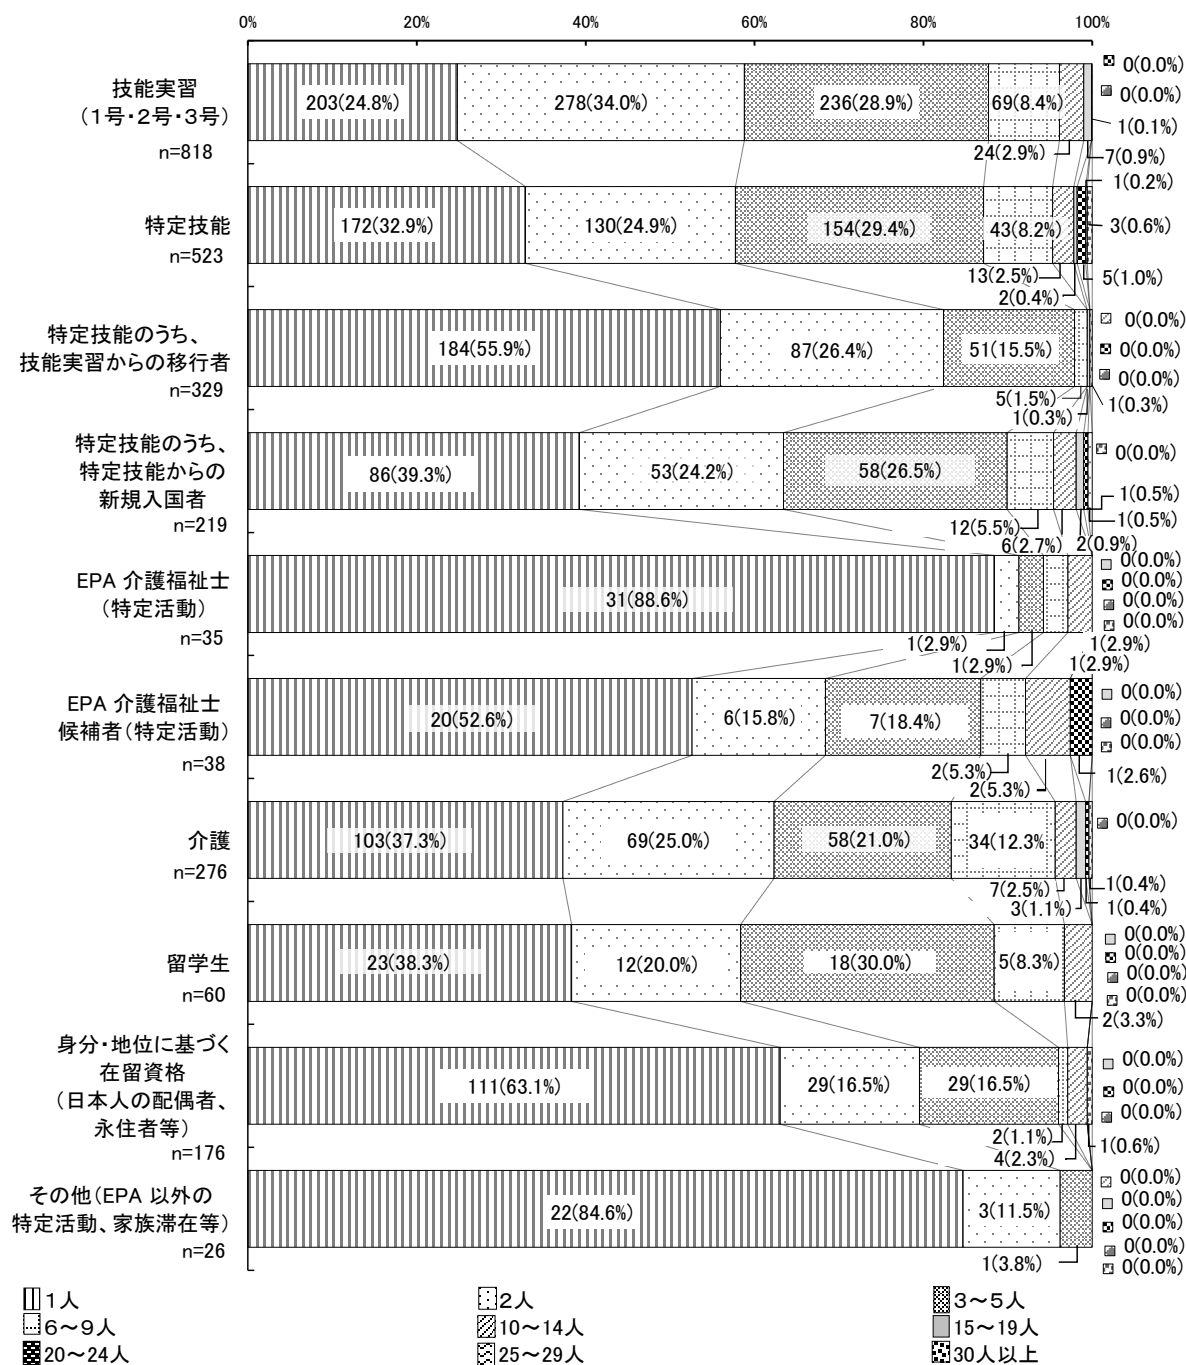 0% 20% 40% 60% 80% 100%
技能実習
（1号・2号・3号）
n=818
203(24.8%) 278(34.0%) 236(28.9%) 69(8.4%)
24(2.9%)
0(0.0%)
0(0.0%)
1(0.1%)
7(0.9%)
特定技能
n=523
172(32.9%) 130(24.9%) 154(29.4%) 43(8.2%)
13(2.5%)
2(0.4%)
1(0.2%)
3(0.6%)
5(1.0%)
特定技能のうち、
技能実習からの移行者
n=329
184(55.9%) 87(26.4%) 51(15.5%)
5(1.5%)
1(0.3%)
0(0.0%)
0(0.0%)
0(0.0%)
1(0.3%)
特定技能のうち、
特定技能からの
新規入国者
n=219
86(39.3%) 53(24.2%) 58(26.5%)
12(5.5%)
6(2.7%)
2(0.9%)
0(0.0%)
1(0.5%)
1(0.5%)
EPA 介護福祉士
（特定活動）
n=35
31(88.6%)
1(2.9%)
1(2.9%)
1(2.9%)
1(2.9%)
0(0.0%)
0(0.0%)
0(0.0%)
0(0.0%)
EPA 介護福祉士
候補者（特定活動）
n=38
20(52.6%) 6(15.8%) 7(18.4%)
2(5.3%)
2(5.3%)
1(2.6%)
0(0.0%)
0(0.0%)
0(0.0%)
介護
n=276
103(37.3%) 69(25.0%) 58(21.0%) 34(12.3%)
7(2.5%)
3(1.1%)
0(0.0%)
1(0.4%)
1(0.4%)
留学生
n=60
23(38.3%) 12(20.0%) 18(30.0%) 5(8.3%)
0(0.0%)
0(0.0%)
0(0.0%)
0(0.0%)
2(3.3%)
身分・地位に基づく
在留資格
（日本人の配偶者、
永住者等）
n=176
111(63.1%) 29(16.5%) 29(16.5%)
2(1.1%)
4(2.3%)
0(0.0%)
0(0.0%)
0(0.0%)
1(0.6%)
その他（EPA 以外の
特定活動、家族滞在等）
n=26
22(84.6%) 3(11.5%)
1(3.8%)
0(0.0%)
0(0.0%)
0(0.0%)
0(0.0%)
0(0.0%)
1人 2人 3～5人
6～9人 10～14人 15～19人
20～24人 25～29人 30人以上